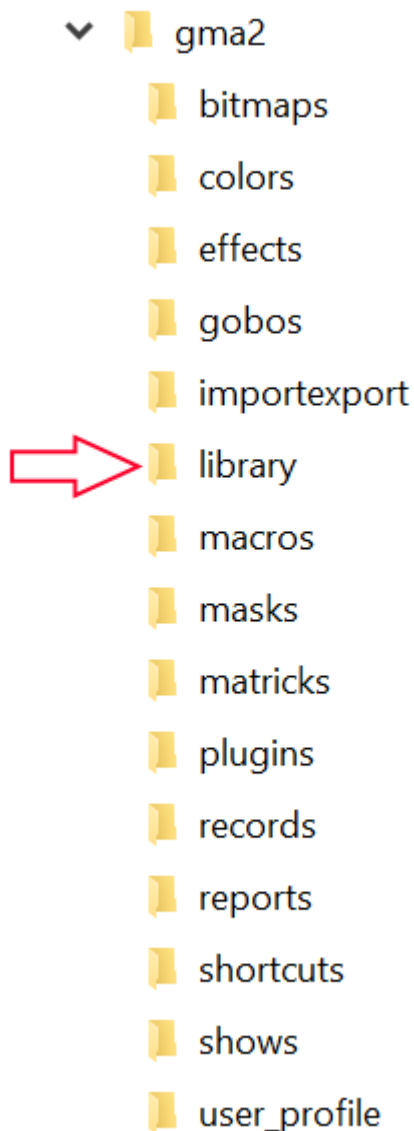 gma2
bitmaps
colors
effects
gobos
importexport
library
macros
masks
matricks
plugins
records
reports
shortcuts
shows
user_profile